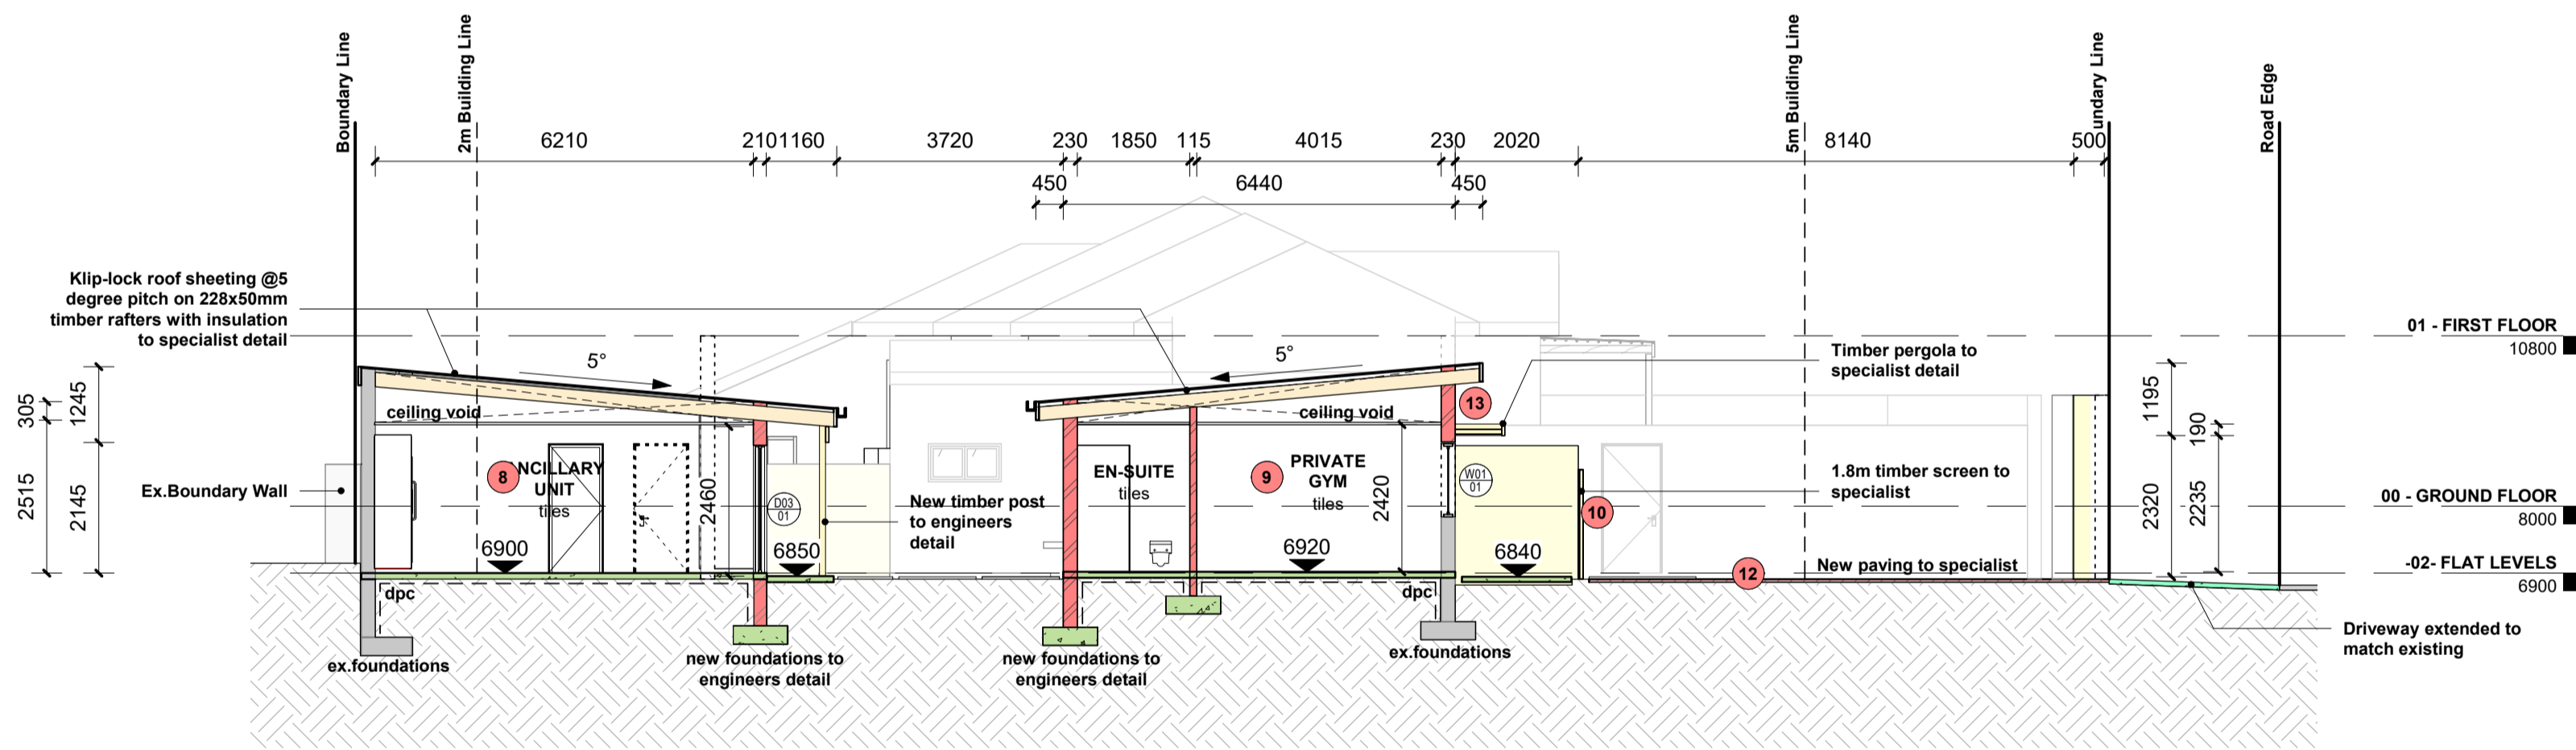 Boundary Line
2m Building Line
5m Building Line
undary Line
Road Edge
6210
210
1160
3720
230
1850
115
4015
230
2020
8140
500
450
6440
450
Klip-lock roof sheeting @5
degree pitch on 228x50mm
timber rafters with insulation
to specialist detail
5°
5°
01 - FIRST FLOOR
10800
Timber pergola to
specialist detail
305
1245
2515
2145
ceiling void
ceiling void
13
1195
190
2320
2235
Ex.Boundary Wall
8
NCILLARY
UNIT
tiles
2460
D03
01
New timber post
to engineers
detail
EN-SUITE
tiles
9
PRIVATE
GYM
tiles
2420
W01
01
10
1.8m timber screen to
specialist
00 - GROUND FLOOR
8000
6900
6850
6920
6840
12
New paving to specialist
-02- FLAT LEVELS
6900
dpc
dpc
ex.foundations
new foundations to
engineers detail
new foundations to
engineers detail
ex.foundations
Driveway extended to
match existing